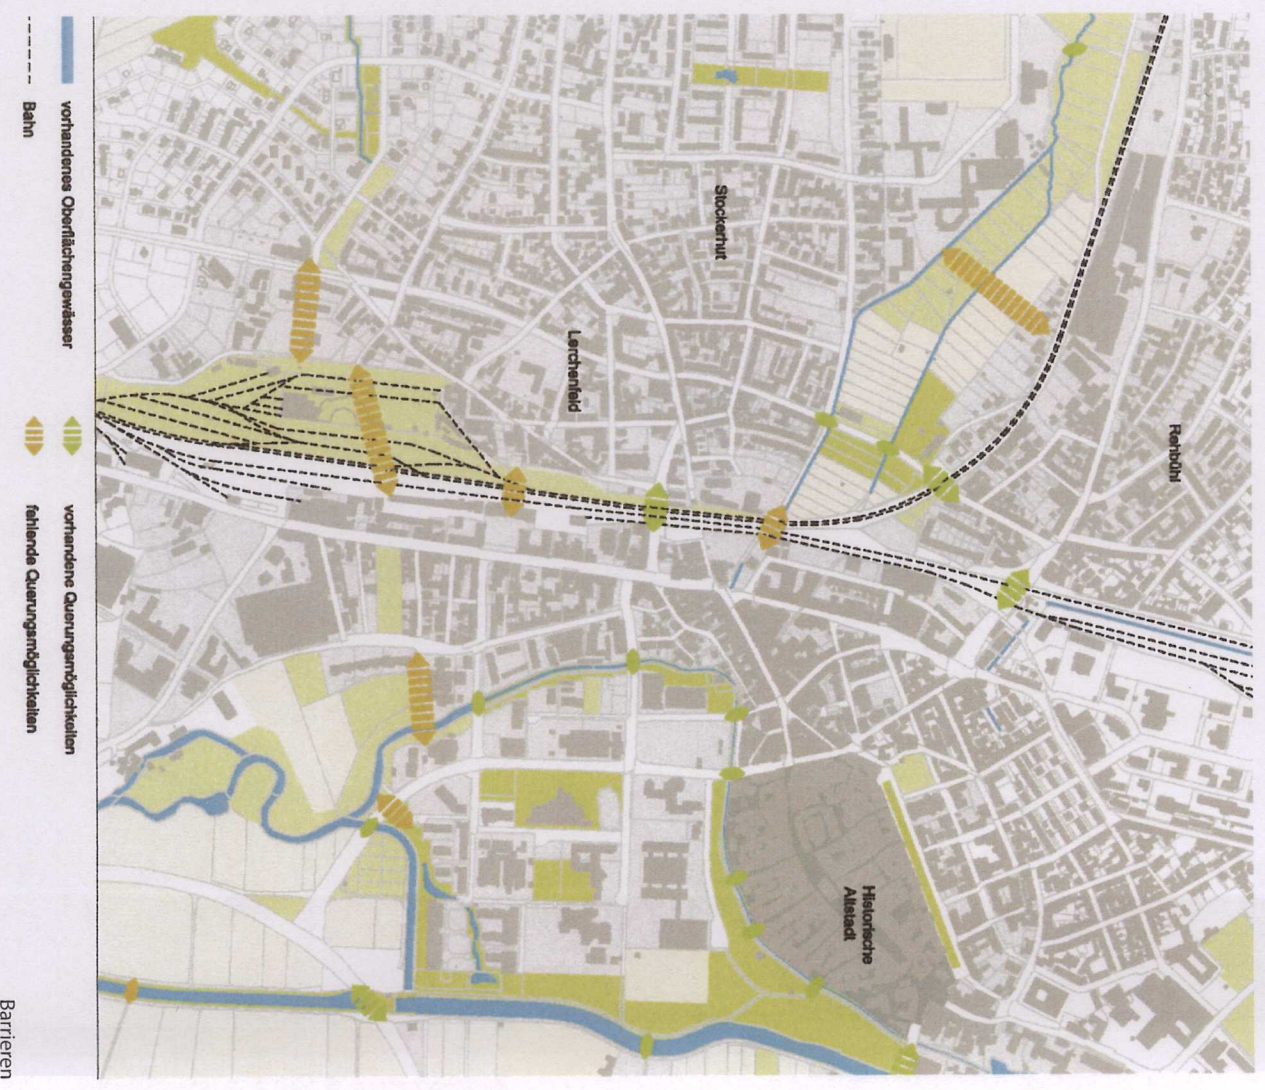 Rehbühl
Stockerhut
Lerchenfeld
Historische
Altstadt
vorhandenes Oberflächengewässer
Bahn
vorhandene Querungsmöglichkeiten
fehlende Querungsmöglichkeiten
Barrieren